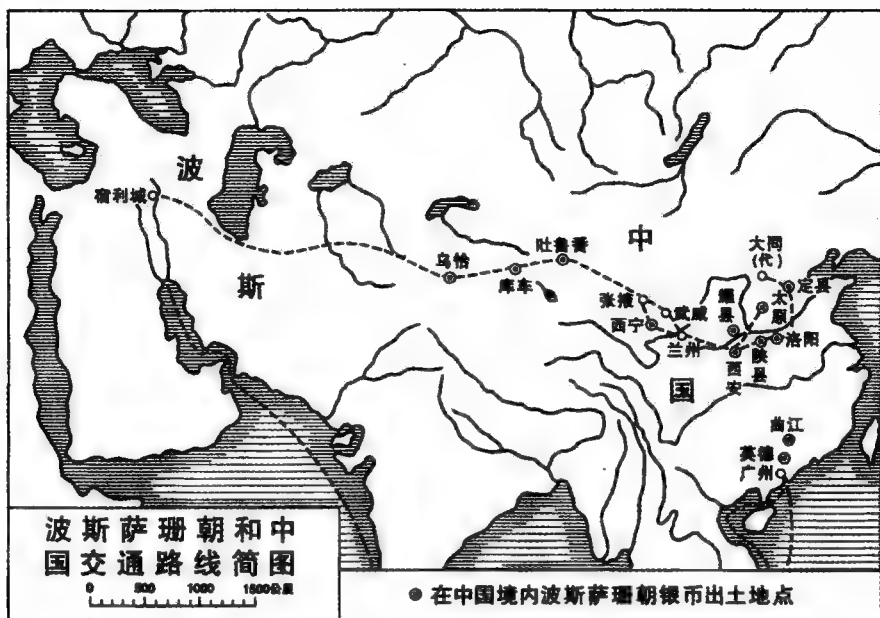 波
斯
中
国
宿利城
乌恰
库车
吐鲁番
张掖
武威
西宁
兰州
耀县
西安
陕县
洛阳
太原
大同
(代)
定县
曲江
英德
广州
波斯萨珊朝和中
国交通路线简图
0 500 1000 1500公里
在中国境内波斯萨珊朝银币出土地点